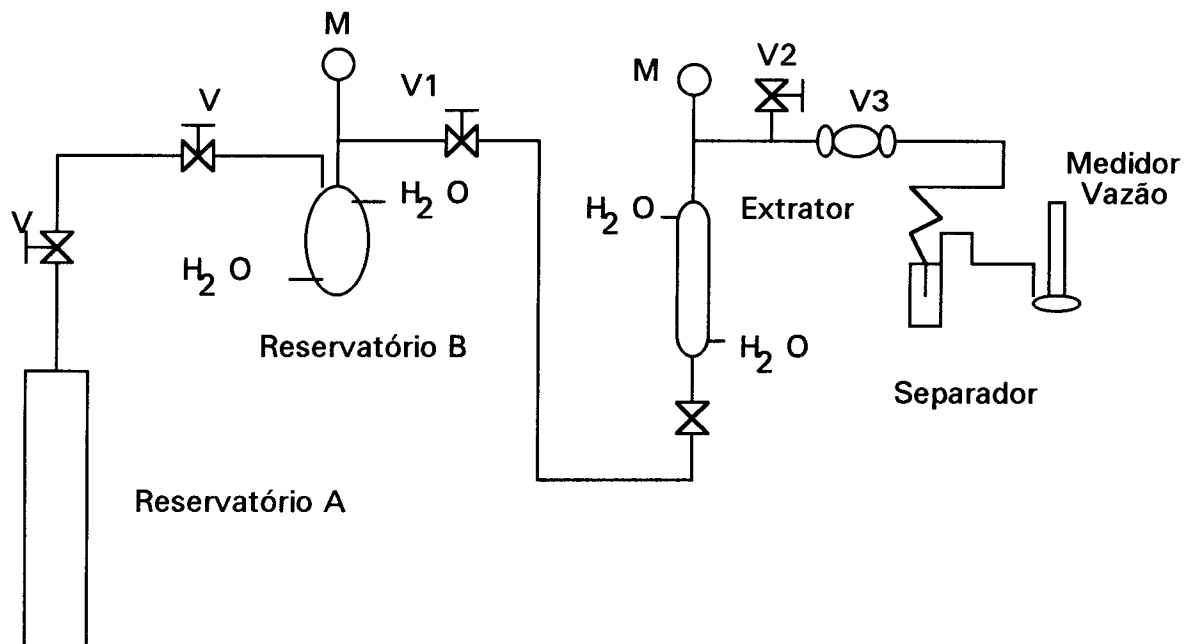 M
V2
M
V1
V3
V
Medidor
Vazão
H2 O
H2 O
Extrator
V
H2 O
Reservatório B
H2 O
Separador
Reservatório A